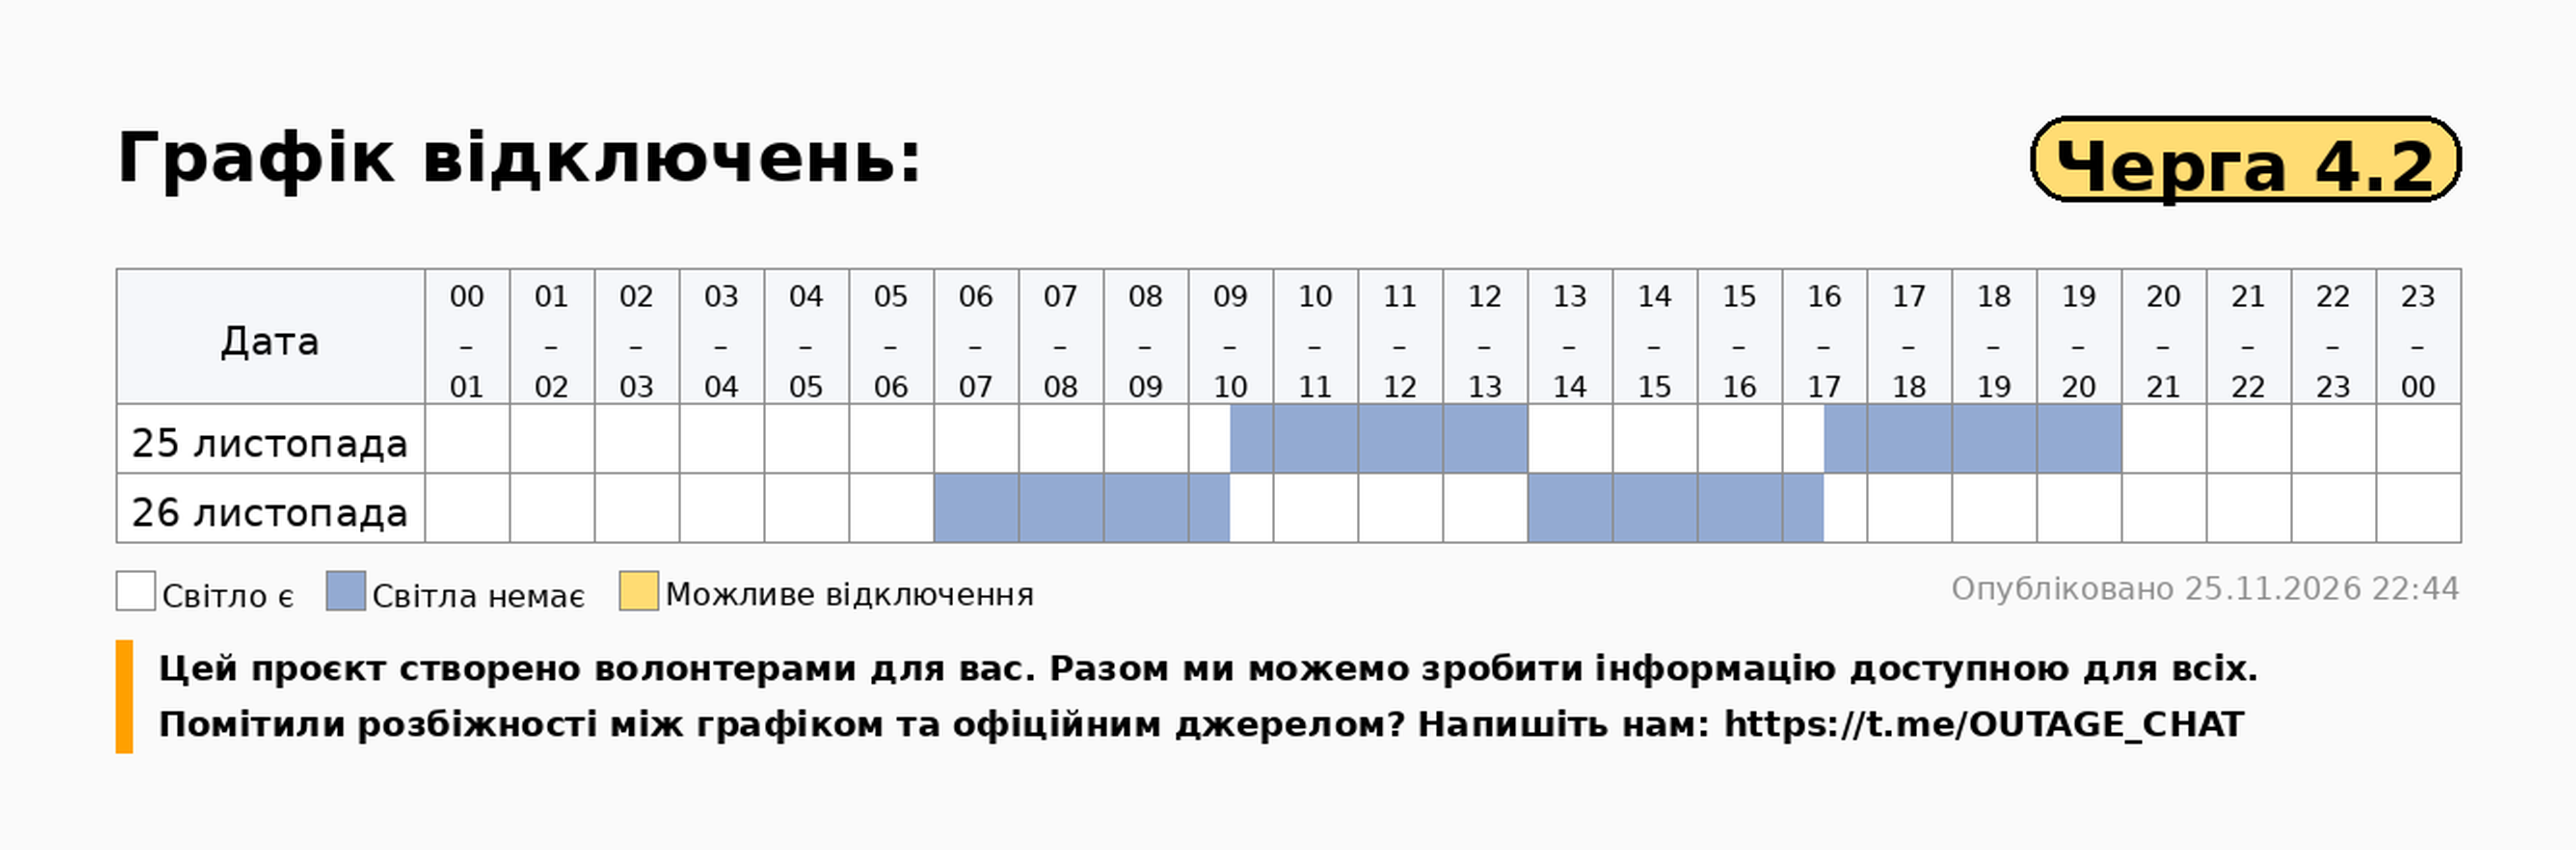 Графік відключень:
Черга 4.2
Дата
00 – 01
01 – 02
02 – 03
03 – 04
04 – 05
05 – 06
06 – 07
07 – 08
08 – 09
09 – 10
10 – 11
11 – 12
12 – 13
13 – 14
14 – 15
15 – 16
16 – 17
17 – 18
18 – 19
19 – 20
20 – 21
21 – 22
22 – 23
23 – 00
25 листопада
26 листопада
Світло є
Світла немає
Можливе відключення
Опубліковано 25.11.2026 22:44
Цей проєкт створено волонтерами для вас. Разом ми можемо зробити інформацію доступною для всіх.
Помітили розбіжності між графіком та офіційним джерелом? Напишіть нам: https://t.me/OUTAGE_CHAT